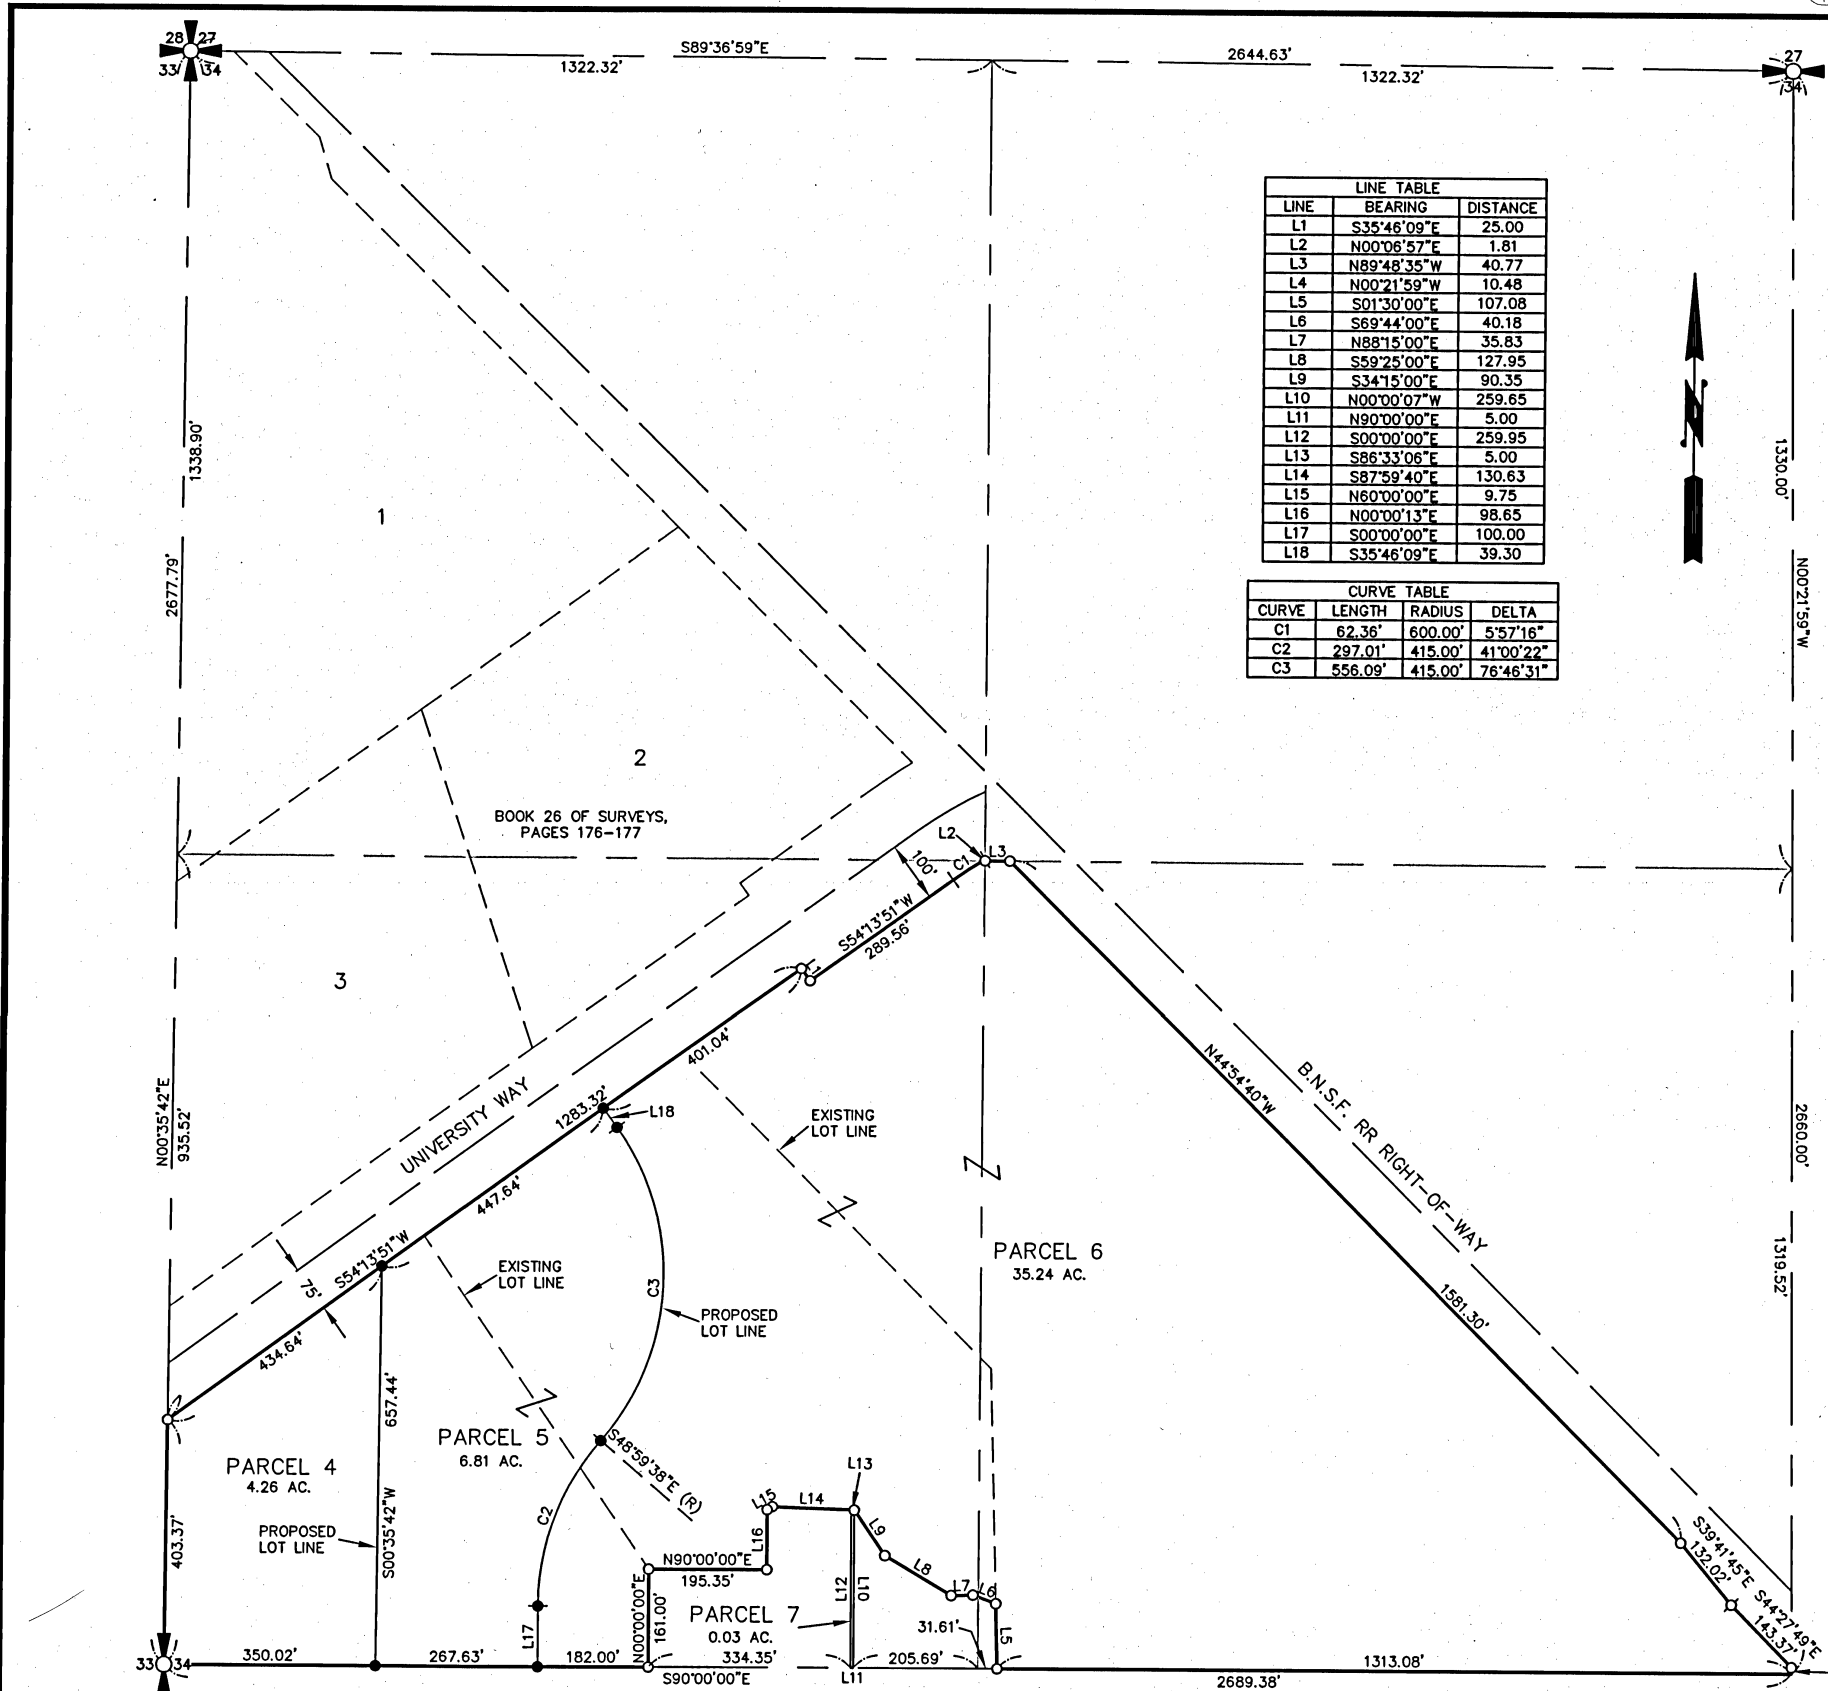 28 27
33 34
S89°36'59"E
1322.32'
2644.63'
1322.32'
27
34
LINE TABLE
LINE BEARING DISTANCE
L1 S35°46'09"E 25.00
L2 N00°06'57"E 1.81
L3 N89°48'35"W 40.77
L4 N00°21'59"W 10.48
L5 S01°30'00"E 107.08
L6 S69°44'00"E 40.18
L7 N88°15'00"E 35.83
L8 S59°25'00"E 127.95
L9 S34°15'00"E 90.35
L10 N00°00'07"W 259.65
L11 N90°00'00"E 5.00
L12 S00°00'00"E 259.95
L13 S86°33'06"E 5.00
L14 S87°59'40"E 130.63
L15 N60°00'00"E 9.75
L16 N00°00'13"E 98.65
L17 S00°00'00"E 100.00
L18 S35°46'09"E 39.30
CURVE TABLE
CURVE LENGTH RADIUS DELTA
C1 62.36' 600.00' 5°57'16"
C2 297.01' 415.00' 41°00'22"
C3 556.09' 415.00' 76°46'31"
N
1338.90'
1330.00'
1
2677.79'
N00°21'59"W
2
BOOK 26 OF SURVEYS,
PAGES 176-177
L2
L3
C1
100'
S54°13'51"W
289.56'
3
401.04'
N00°35'42"E
935.52'
UNIVERSITY WAY
1283.32'
L18
EXISTING
LOT LINE
N44°54'40"W
B.N.S.F. RR RIGHT-OF-WAY
2660.00'
447.64'
S54°13'51"W
75'
EXISTING
LOT LINE
C3
PROPOSED
LOT LINE
PARCEL 6
35.24 AC.
1581.30'
1319.52'
434.64'
657.44'
S00°35'42"W
PARCEL 4
4.26 AC.
PARCEL 5
6.81 AC.
S48°59'38"E (R)
403.37'
PROPOSED
LOT LINE
C2
L13
L15
L14
L16
L9
L8
L7
L6
L5
N90°00'00"E
195.35'
N00°00'00"E
161.00'
PARCEL 7
0.03 AC.
L12
L10
31.61'
S39°41'45"E
132.02'
S44°27'49"E
143.37'
33 34
350.02'
267.63'
L17
182.00'
334.35'
S90°00'00"E
L11
205.69'
1313.08'
2689.38'